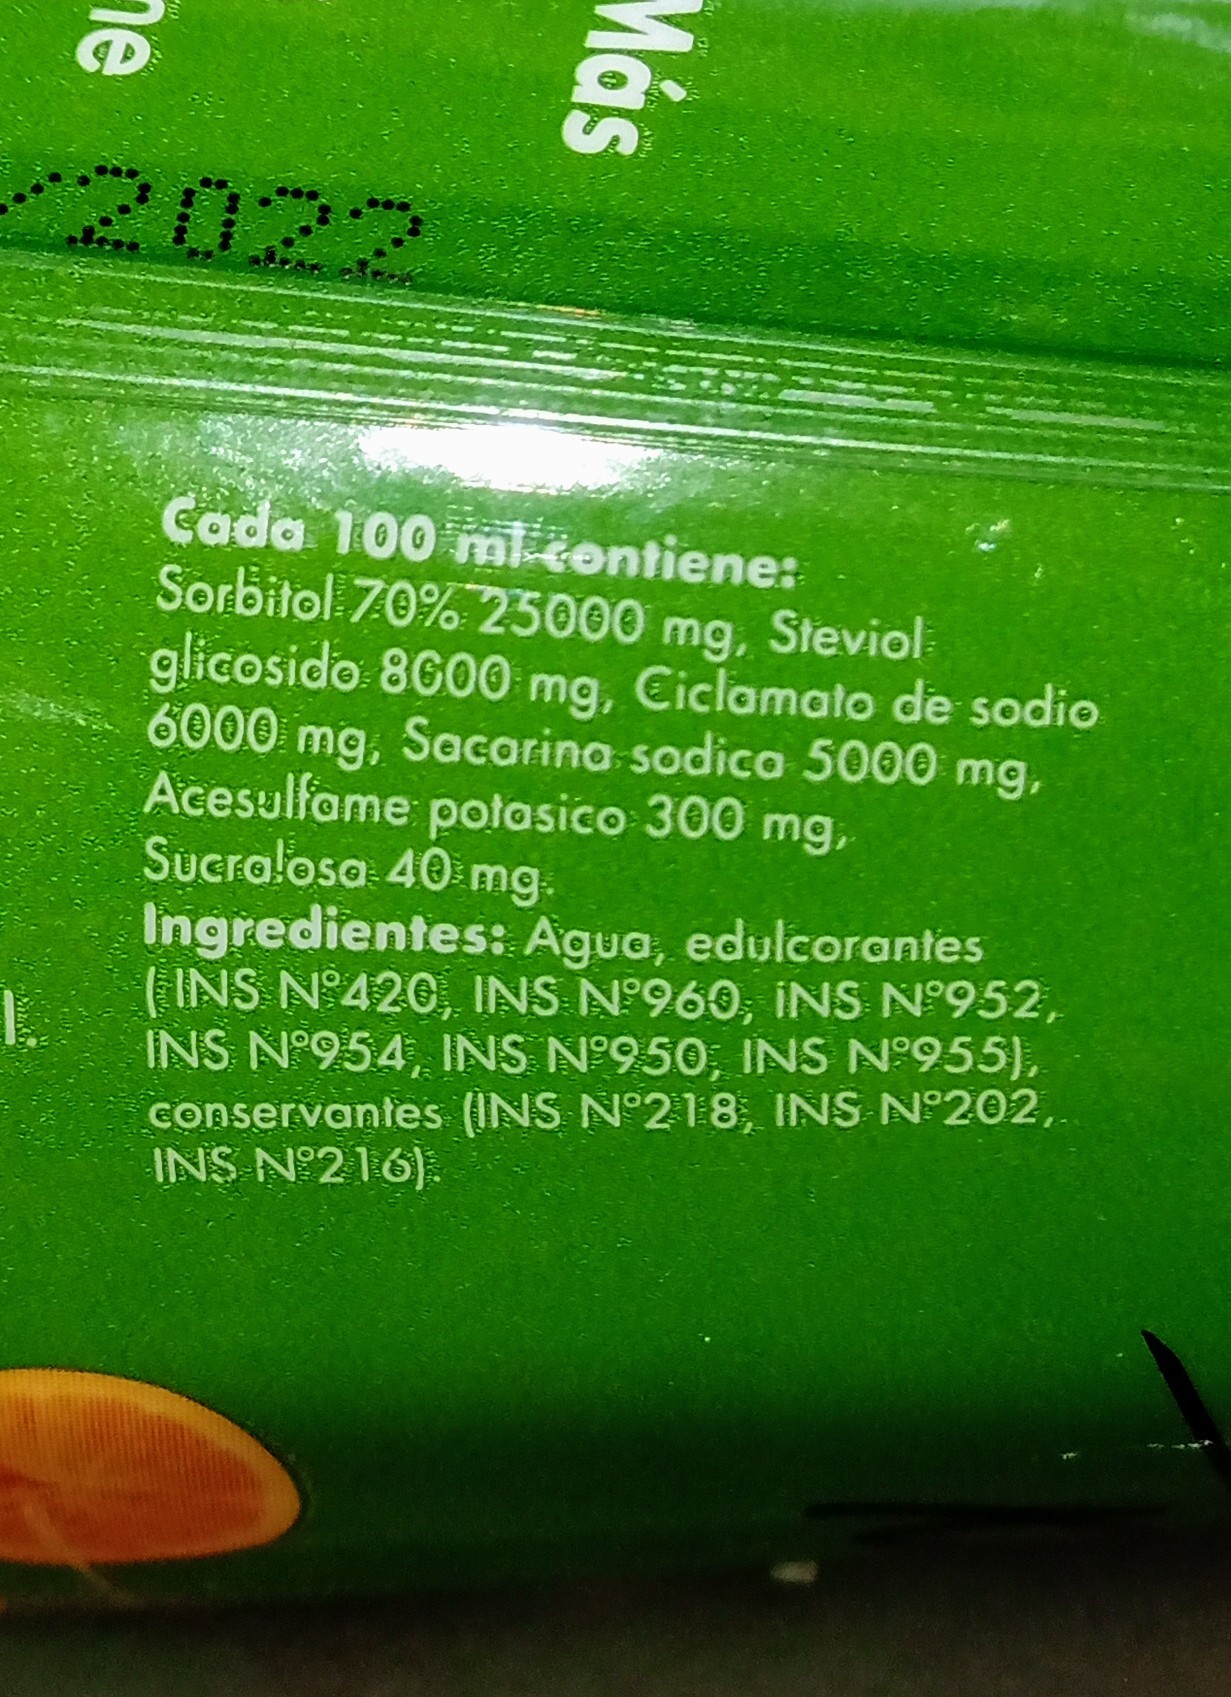 ne
Más
/2022
Cada 100 ml contiene:
Sorbitol 70% 25000 mg, Steviol
glicosido 8000 mg, Ciclamato de sodio
6000 mg, Sacarina sodica 5000 mg,
Acesulfame potasico 300 mg,
Sucralosa 40 mg.
Ingredientes: Agua, edulcorantes
( INS N°420, INS N°960, INS N°952,
INS N°954, INS N°950, INS N°955),
conservantes (INS N°218, INS N°202,
INS N°216).
l.